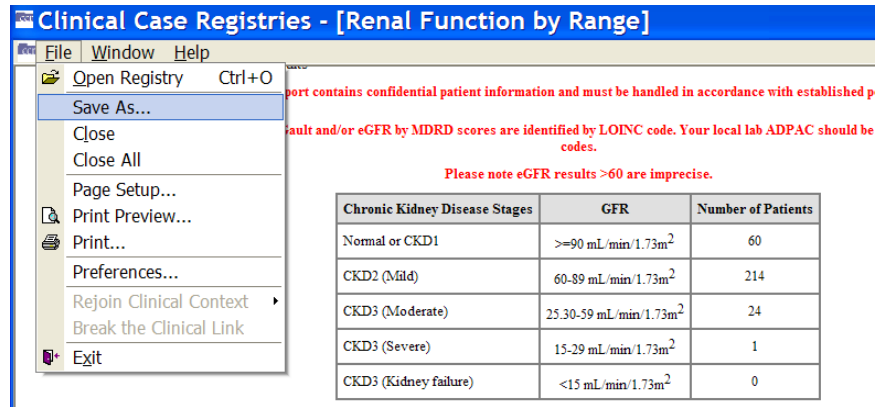 Clinical Case Registries - [Renal Function by Range]
File Window Help
Open Registry Ctrl+O
Save As...
Close
Close All
Page Setup...
Print Preview...
Print...
Preferences...
Rejoin Clinical Context
Break the Clinical Link
Exit
port contains confidential patient information and must be handled in accordance with established p
ault and/or eGFR by MDRD scores are identified by LOINC code. Your local lab ADPAC should be
codes.
Please note eGFR results >60 are imprecise.
Chronic Kidney Disease Stages GFR Number of Patients
Normal or CKD1 >=90 mL/min/1.73m² 60
CKD2 (Mild) 60-89 mL/min/1.73m² 214
CKD3 (Moderate) 25.30-59 mL/min/1.73m² 24
CKD3 (Severe) 15-29 mL/min/1.73m² 1
CKD3 (Kidney failure) <15 mL/min/1.73m² 0